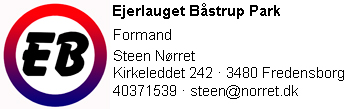 EB
Ejerlauget Båstrup Park
Formand
Steen Nørret
Kirkeleddet 242 · 3480 Fredensborg
40371539 · steen@norret.dk